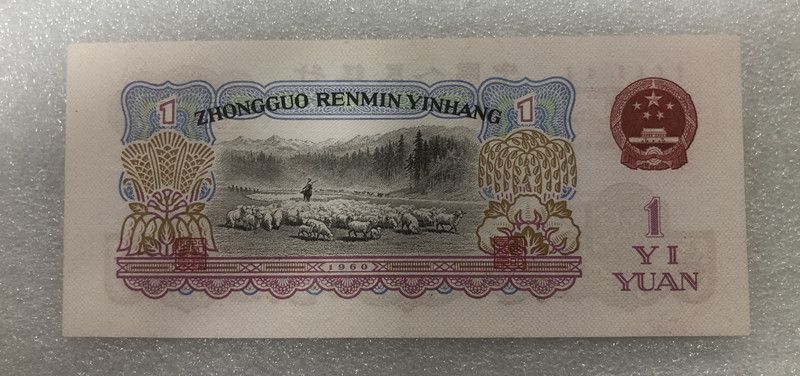 ZHONGGUO RENMIN YINHANG
1
1
1
YI
YUAN
1960